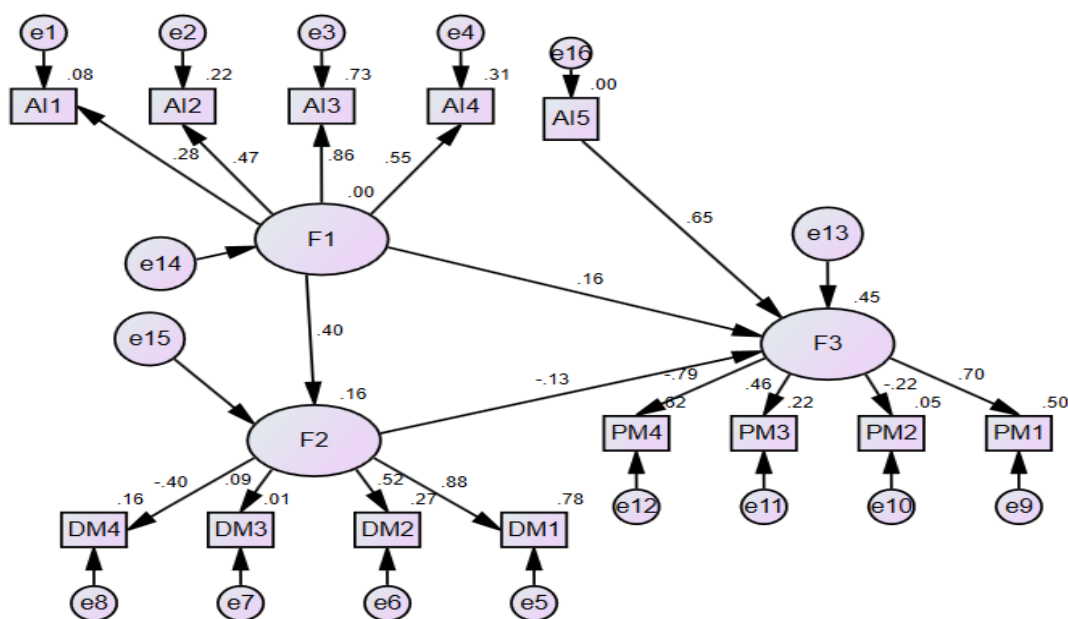 e1 e2 e3 e4 e16
.08 .22 .73 .31 .00
AI1 AI2 AI3 AI4 AI5
.28 .47 .86 .55
.00
.65
F1 e13
e14
.16 .45
e15 .40 F3
.16 -.13 -.79 .46 -.22 .70
.62 .22 .05 .50
F2 PM4 PM3 PM2 PM1
-.40 .09 .52 .88
.16 .01 .27 .78
e12 e11 e10 e9
DM4 DM3 DM2 DM1
e8 e7 e6 e5